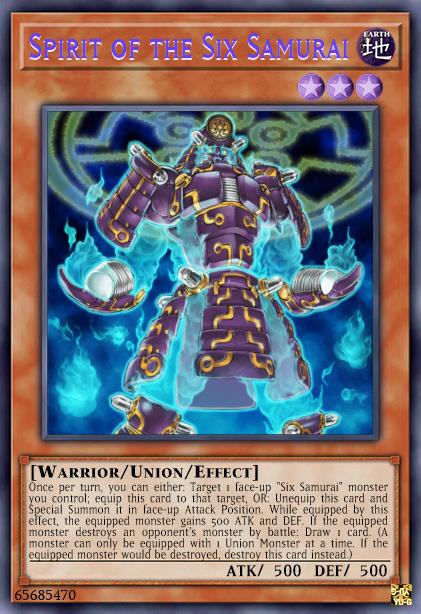 SPIRIT OF THE SIX SAMURAI
EARTH
地
[WARRIOR/UNION/EFFECT]
Once per turn, you can either: Target 1 face-up "Six Samurai" monster
you control; equip this card to that target, OR: Unequip this card and
Special Summon it in face-up Attack Position. While equipped by this
effect, the equipped monster gains 500 ATK and DEF. If the equipped
monster destroys an opponent's monster by battle: Draw 1 card. (A
monster can only be equipped with 1 Union Monster at a time. If the
equipped monster would be destroyed, destroy this card instead.)
ATK/ 500 DEF/ 500
65685470